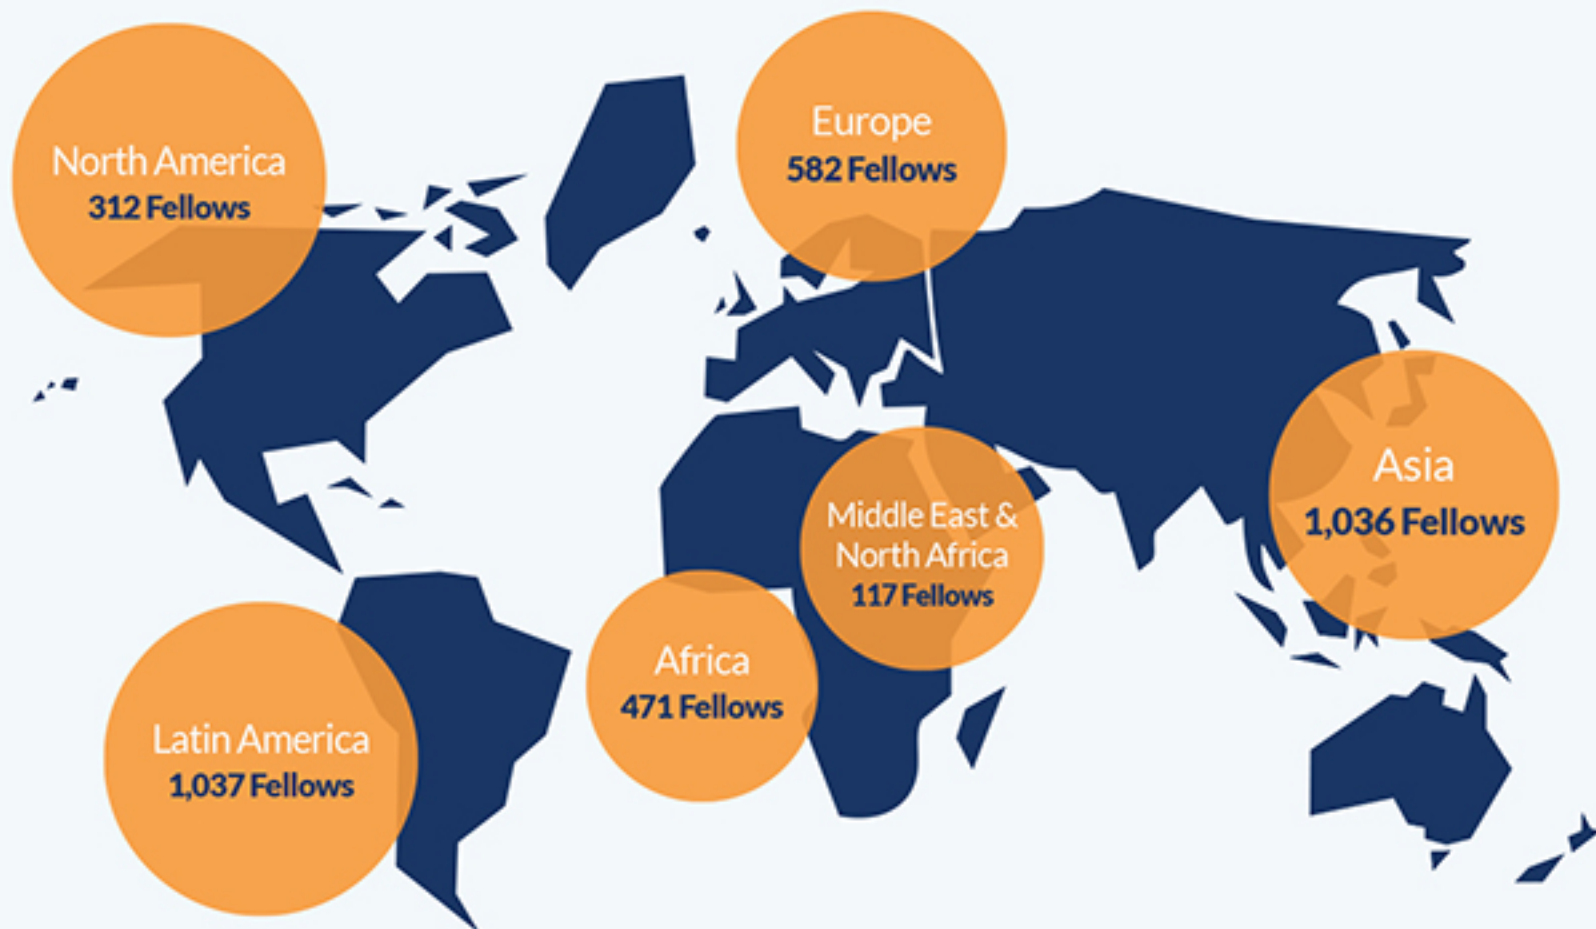 North America
312 Fellows
Europe
582 Fellows
Asia
1,036 Fellows
Middle East &
North Africa
117 Fellows
Africa
471 Fellows
Latin America
1,037 Fellows